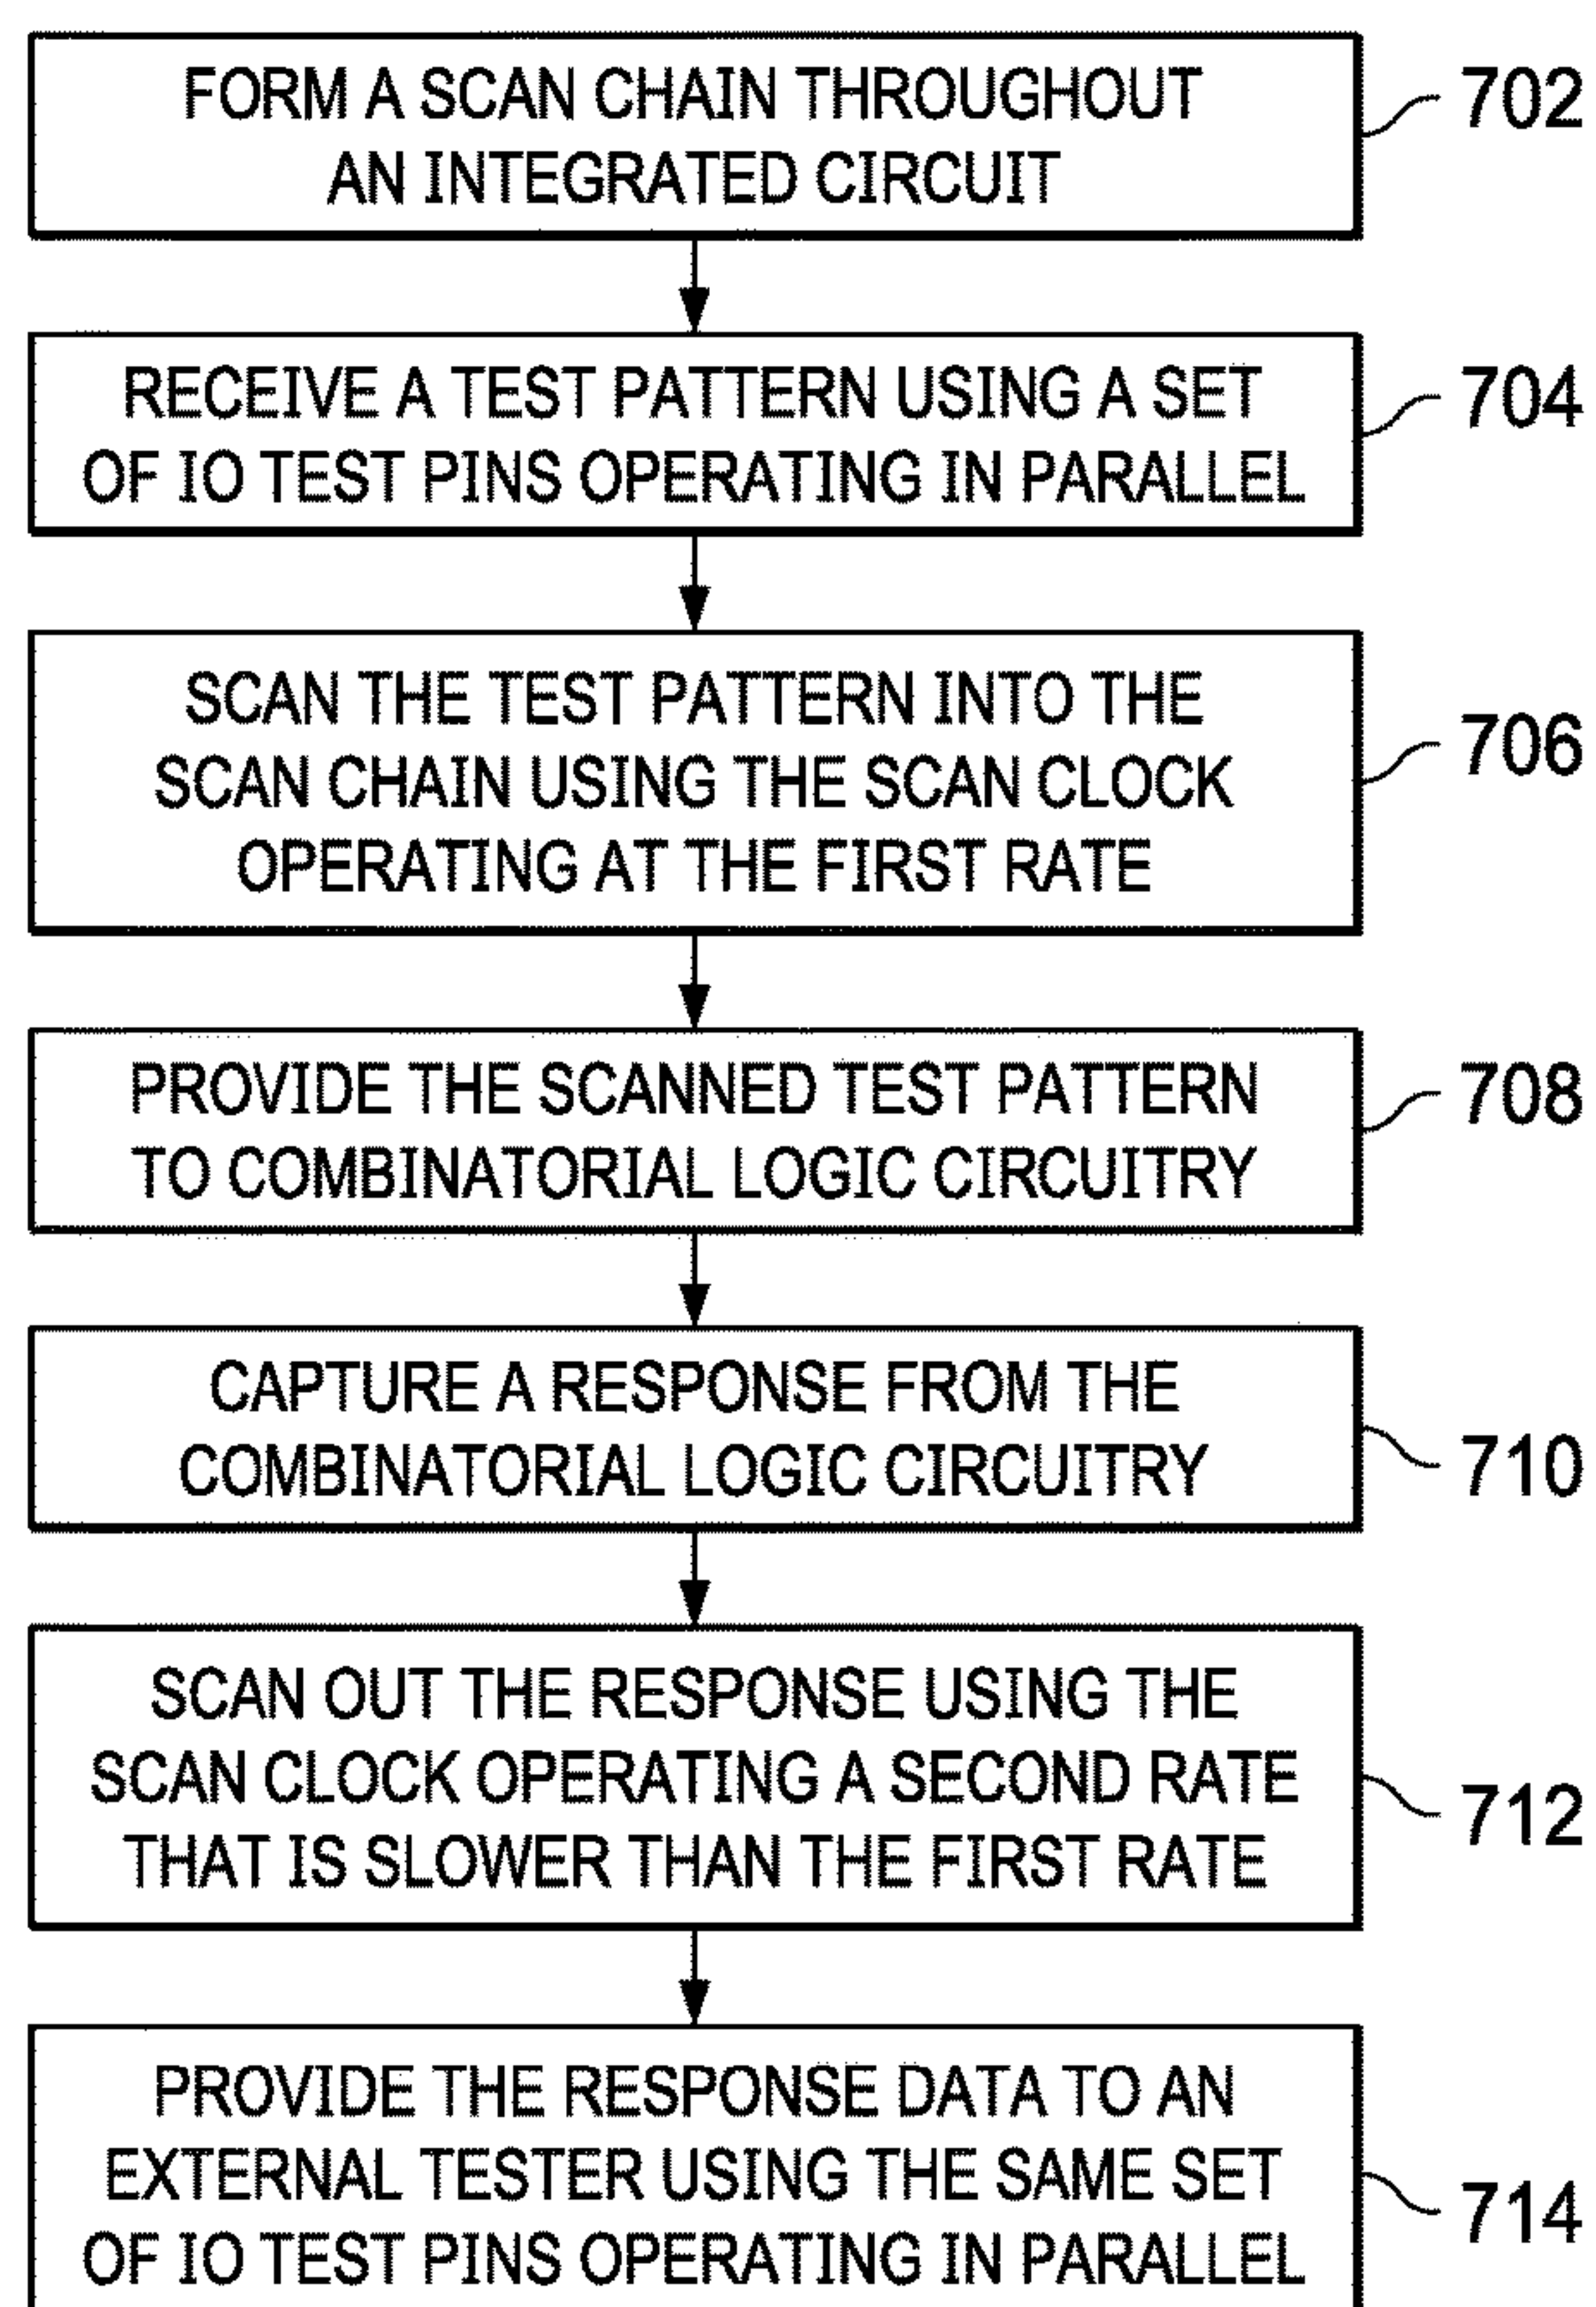 FORM A SCAN CHAIN THROUGHOUT
AN INTEGRATED CIRCUIT
702
RECEIVE A TEST PATTERN USING A SET
OF IO TEST PINS OPERATING IN PARALLEL
704
SCAN THE TEST PATTERN INTO THE
SCAN CHAIN USING THE SCAN CLOCK
OPERATING AT THE FIRST RATE
706
PROVIDE THE SCANNED TEST PATTERN
TO COMBINATORIAL LOGIC CIRCUITRY
708
CAPTURE A RESPONSE FROM THE
COMBINATORIAL LOGIC CIRCUITRY
710
SCAN OUT THE RESPONSE USING THE
SCAN CLOCK OPERATING A SECOND RATE
THAT IS SLOWER THAN THE FIRST RATE
712
PROVIDE THE RESPONSE DATA TO AN
EXTERNAL TESTER USING THE SAME SET
OF IO TEST PINS OPERATING IN PARALLEL
714